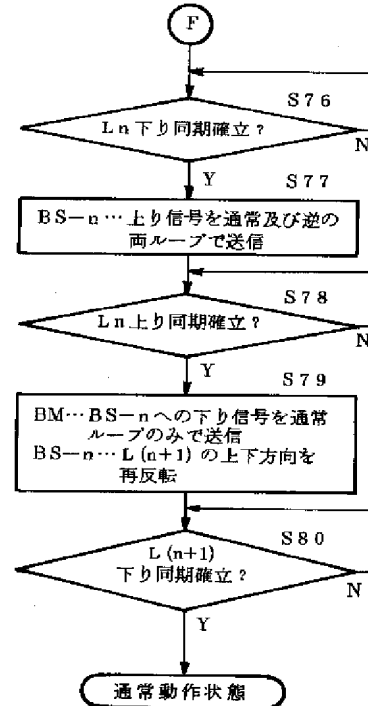 F
S76
Ln下り同期確立?
N
Y
S77
BS−n…上り信号を通常及び逆の
両ループで送信
S78
Ln上り同期確立?
N
Y
S79
BM…BS−nへの下り信号を通常
ループのみで送信
BS−n…L(n+1)の上下方向を
再反転
S80
L(n+1)
下り同期確立?
N
Y
通常動作状態